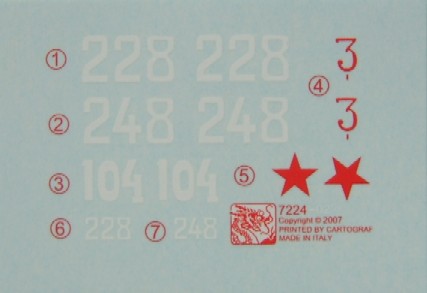 ① 228 228 3
④
② 248 248 3
③ 104 104 ⑤
⑥ 228 ⑦ 248
7224
Copyright © 2007
PRINTED BY CARTOGRAF
MADE IN ITALY